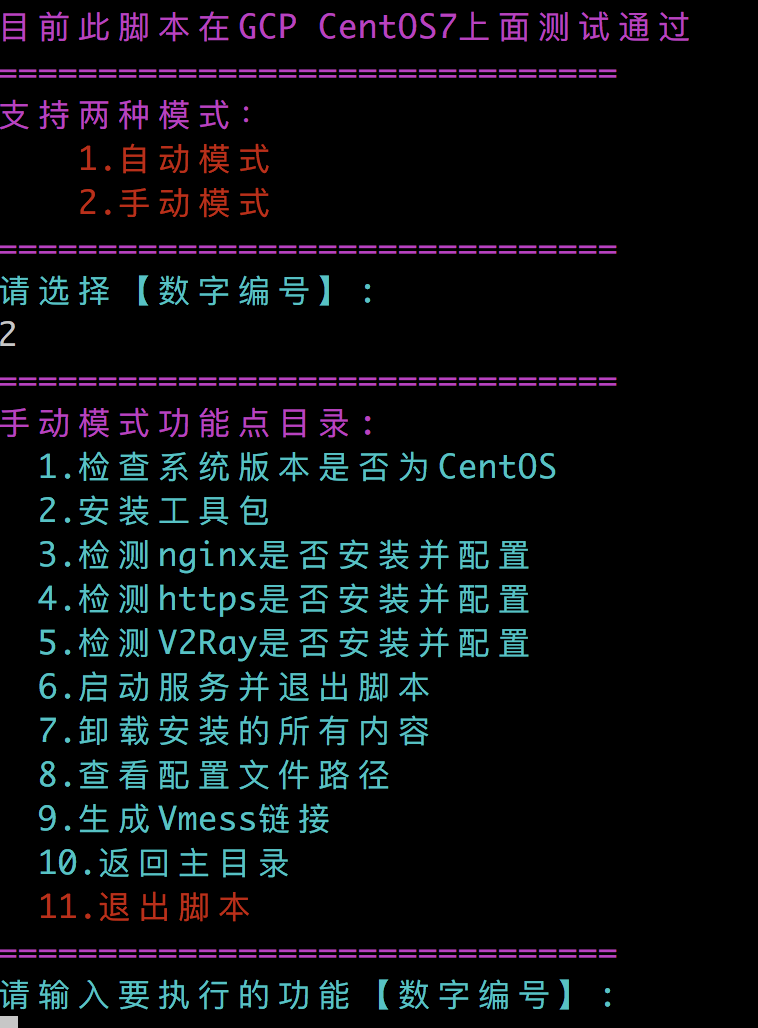 目前此脚本在GCP CentOS7上面测试通过
===============================
支持两种模式：
1.自动模式
2.手动模式
===============================
请选择【数字编号】:
2
===============================
手动模式功能点目录:
1.检查系统版本是否为CentOS
2.安装工具包
3.检测nginx是否安装并配置
4.检测https是否安装并配置
5.检测V2Ray是否安装并配置
6.启动服务并退出脚本
7.卸载安装的所有内容
8.查看配置文件路径
9.生成Vmess链接
10.返回主目录
11.退出脚本
===============================
请输入要执行的功能【数字编号】: